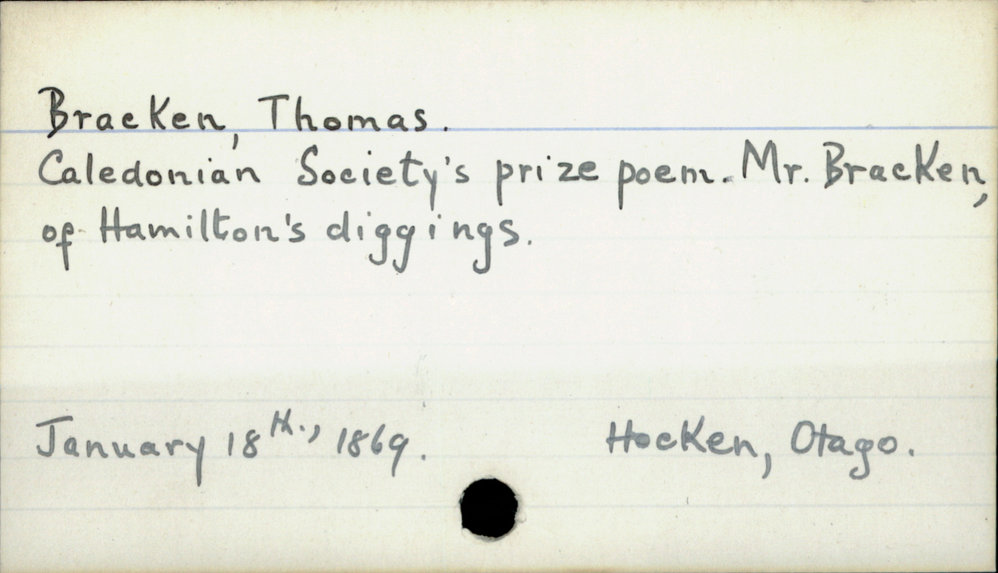 Bracken, Thomas.
Caledonian Society's prize poem. Mr. Bracken,
of Hamilton's diggings.
January 18th., 1869. Hocken, Otago.